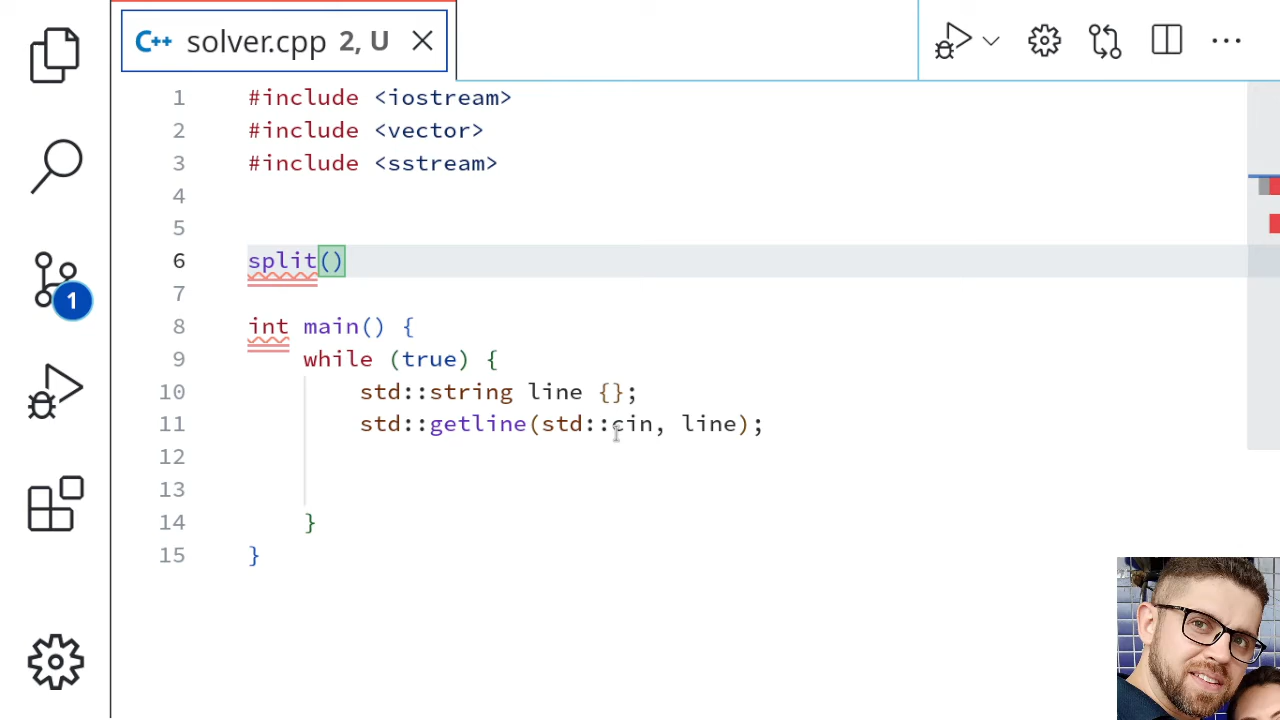 C++ solver.cpp 2, U
1 #include <iostream>
2 #include <vector>
3 #include <sstream>
4
5
6 split()
7
8 int main() {
9 while (true) {
10 std::string line {};
11 std::getline(std::cin, line);
12
13
14 }
15 }
1